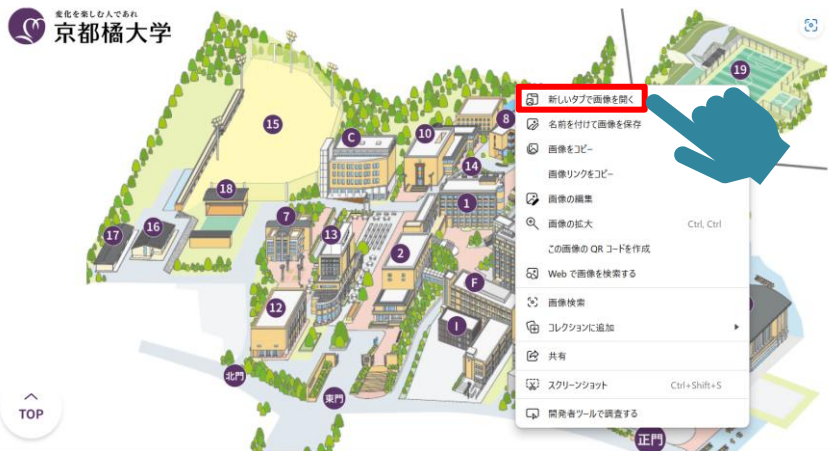 変化を楽しむ人であれ
京都橘大学
19
15
C
10
8
14
18
1
7
13
16
17
2
F
12
I
北門
東門
正門
TOP
新しいタブで画像を開く
名前を付けて画像を保存
画像をコピー
画像リンクをコピー
画像の編集
画像の拡大 Ctrl, Ctrl
この画像の QR コードを作成
Web で画像を検索する
画像検索
コレクションに追加
共有
スクリーンショット Ctrl+Shift+S
開発者ツールで調査する